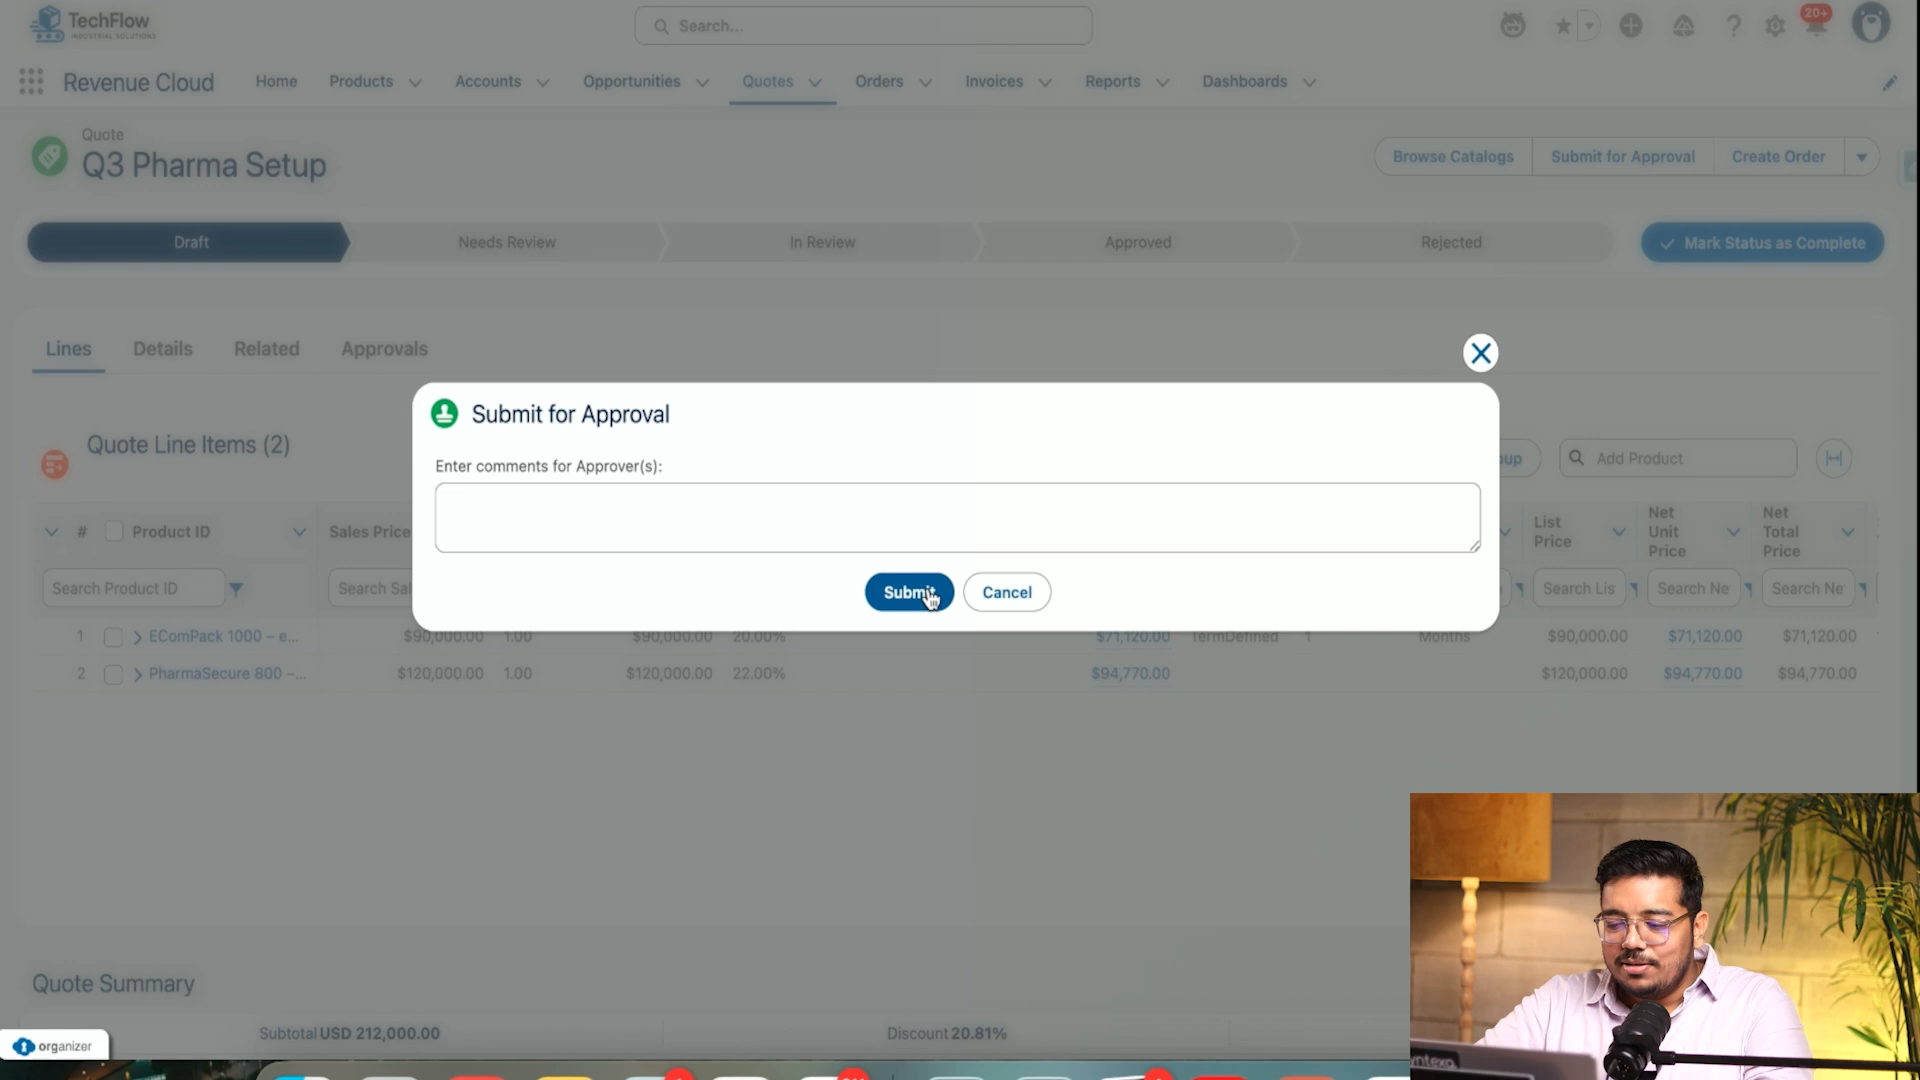 TechFlow
INDUSTRIAL SOLUTIONS
Search...
20+
Revenue Cloud
Home
Products
Accounts
Opportunities
Quotes
Orders
Invoices
Reports
Dashboards
Quote
Q3 Pharma Setup
Browse Catalogs
Submit for Approval
Create Order
Draft
Needs Review
In Review
Approved
Rejected
Mark Status as Complete
Lines
Details
Related
Approvals
Submit for Approval
Enter comments for Approver(s):
Submit
Cancel
Quote Line Items (2)
Add Product
# Product ID Sales Price List Price Net Unit Price Net Total Price
Search Product ID Search Sal Search Lis Search Ne Search Ne
1 EComPack 1000 – e... $90,000.00 1.00 $90,000.00 20.00% $71,120.00 TermDefined 1 Months $90,000.00 $71,120.00 $71,120.00
2 PharmaSecure 800 –... $120,000.00 1.00 $120,000.00 22.00% $94,770.00 $120,000.00 $94,770.00 $94,770.00
Quote Summary
Subtotal USD 212,000.00
Discount 20.81%
organizer